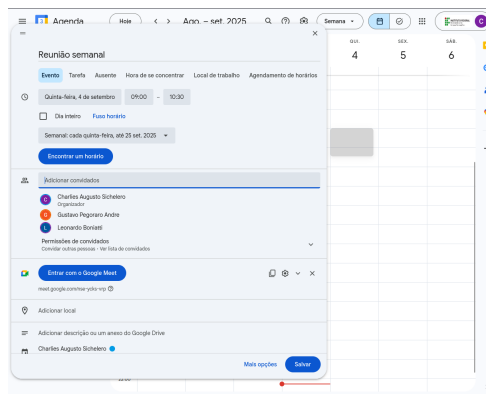 Agenda
Hoje
Ago. – set. 2025
Semana
Reunião semanal
Evento Tarefa Ausente Hora de se concentrar Local de trabalho Agendamento de horários
Quinta-feira, 4 de setembro 09:00 – 10:30
Dia inteiro Fuso horário
Semanal: cada quinta-feira, até 25 set. 2025
Encontrar um horário
Adicionar convidados
Charlies Augusto Sichelero
Organizador
G Gustavo Pegoraro Andre
L Leonardo Boniatti
Permissões de convidados
Convidar outras pessoas · Ver lista de convidados
Entrar com o Google Meet
Adicionar local
Adicionar descrição ou um anexo do Google Drive
Charlies Augusto Sichelero
Mais opções Salvar
QUI. SEX. SÁB.
4 5 6